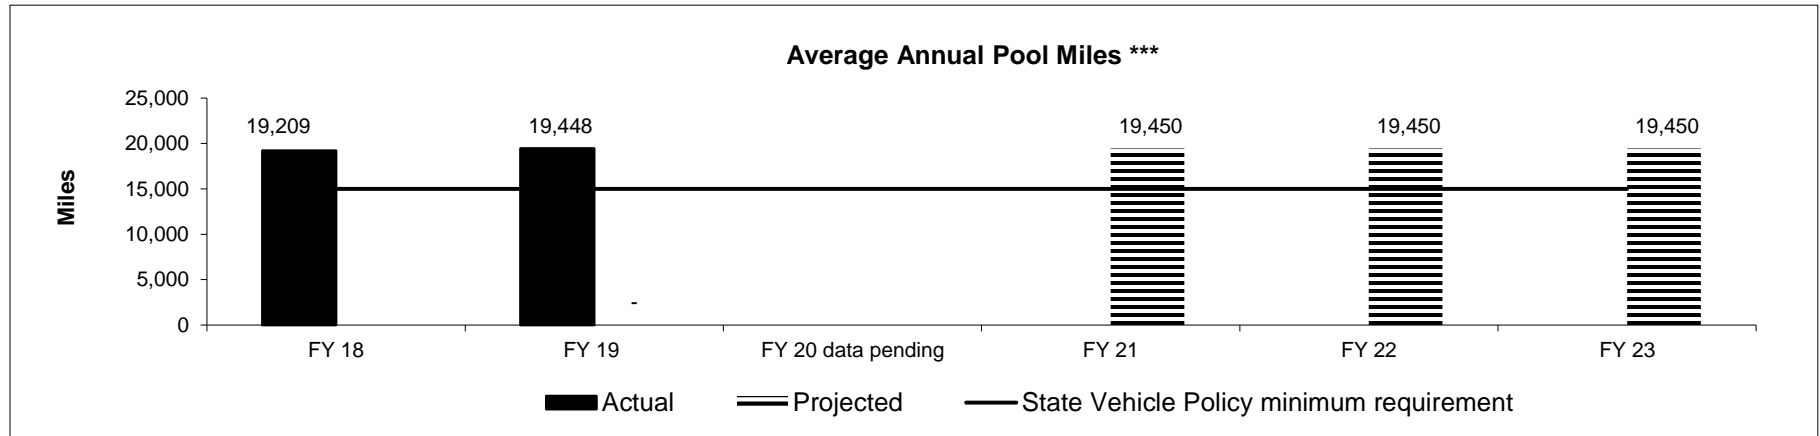 Average Annual Pool Miles ***
Miles
25,000
20,000
15,000
10,000
5,000
0
19,209
19,448
-
19,450
19,450
19,450
FY 18
FY 19
FY 20 data pending
FY 21
FY 22
FY 23
Actual
Projected
State Vehicle Policy minimum requirement